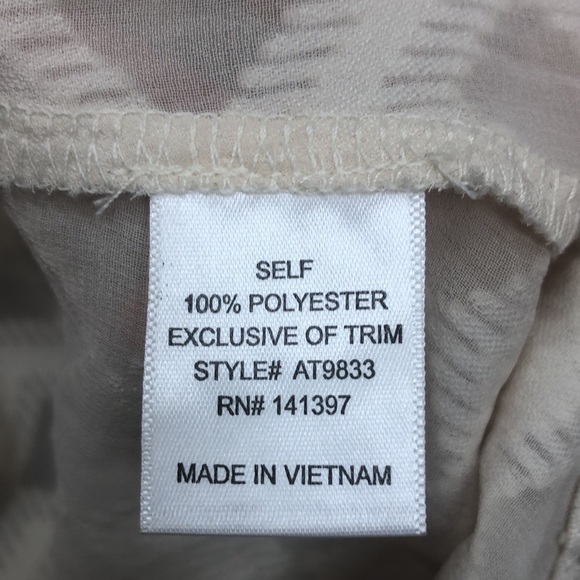 SELF
100% POLYESTER
EXCLUSIVE OF TRIM
STYLE# AT9833
RN# 141397
MADE IN VIETNAM